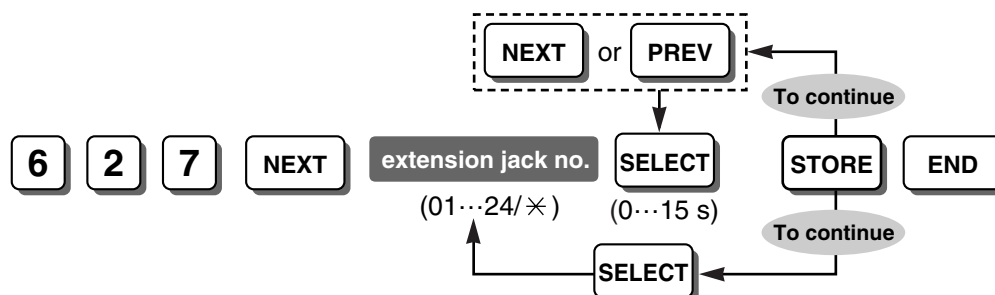 NEXT or PREV
To continue
6 2 7 NEXT extension jack no. SELECT STORE END
(01···24/✳) (0···15 s)
To continue
SELECT